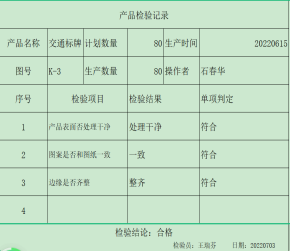 产品检验记录
产品名称 交通标牌 计划数量 80 生产时间 20220615
图号 K-3 生产数量 80 操作者 石春华
序号 检验项目 检验结果 单项判定
1 产品表面否处理干净 处理干净 符合
2 图案是否和图纸一致 一致 符合
3 边缘是否齐整 整齐 符合
4
检验结论：合格
检验员：王瑞芬 日期：20220703